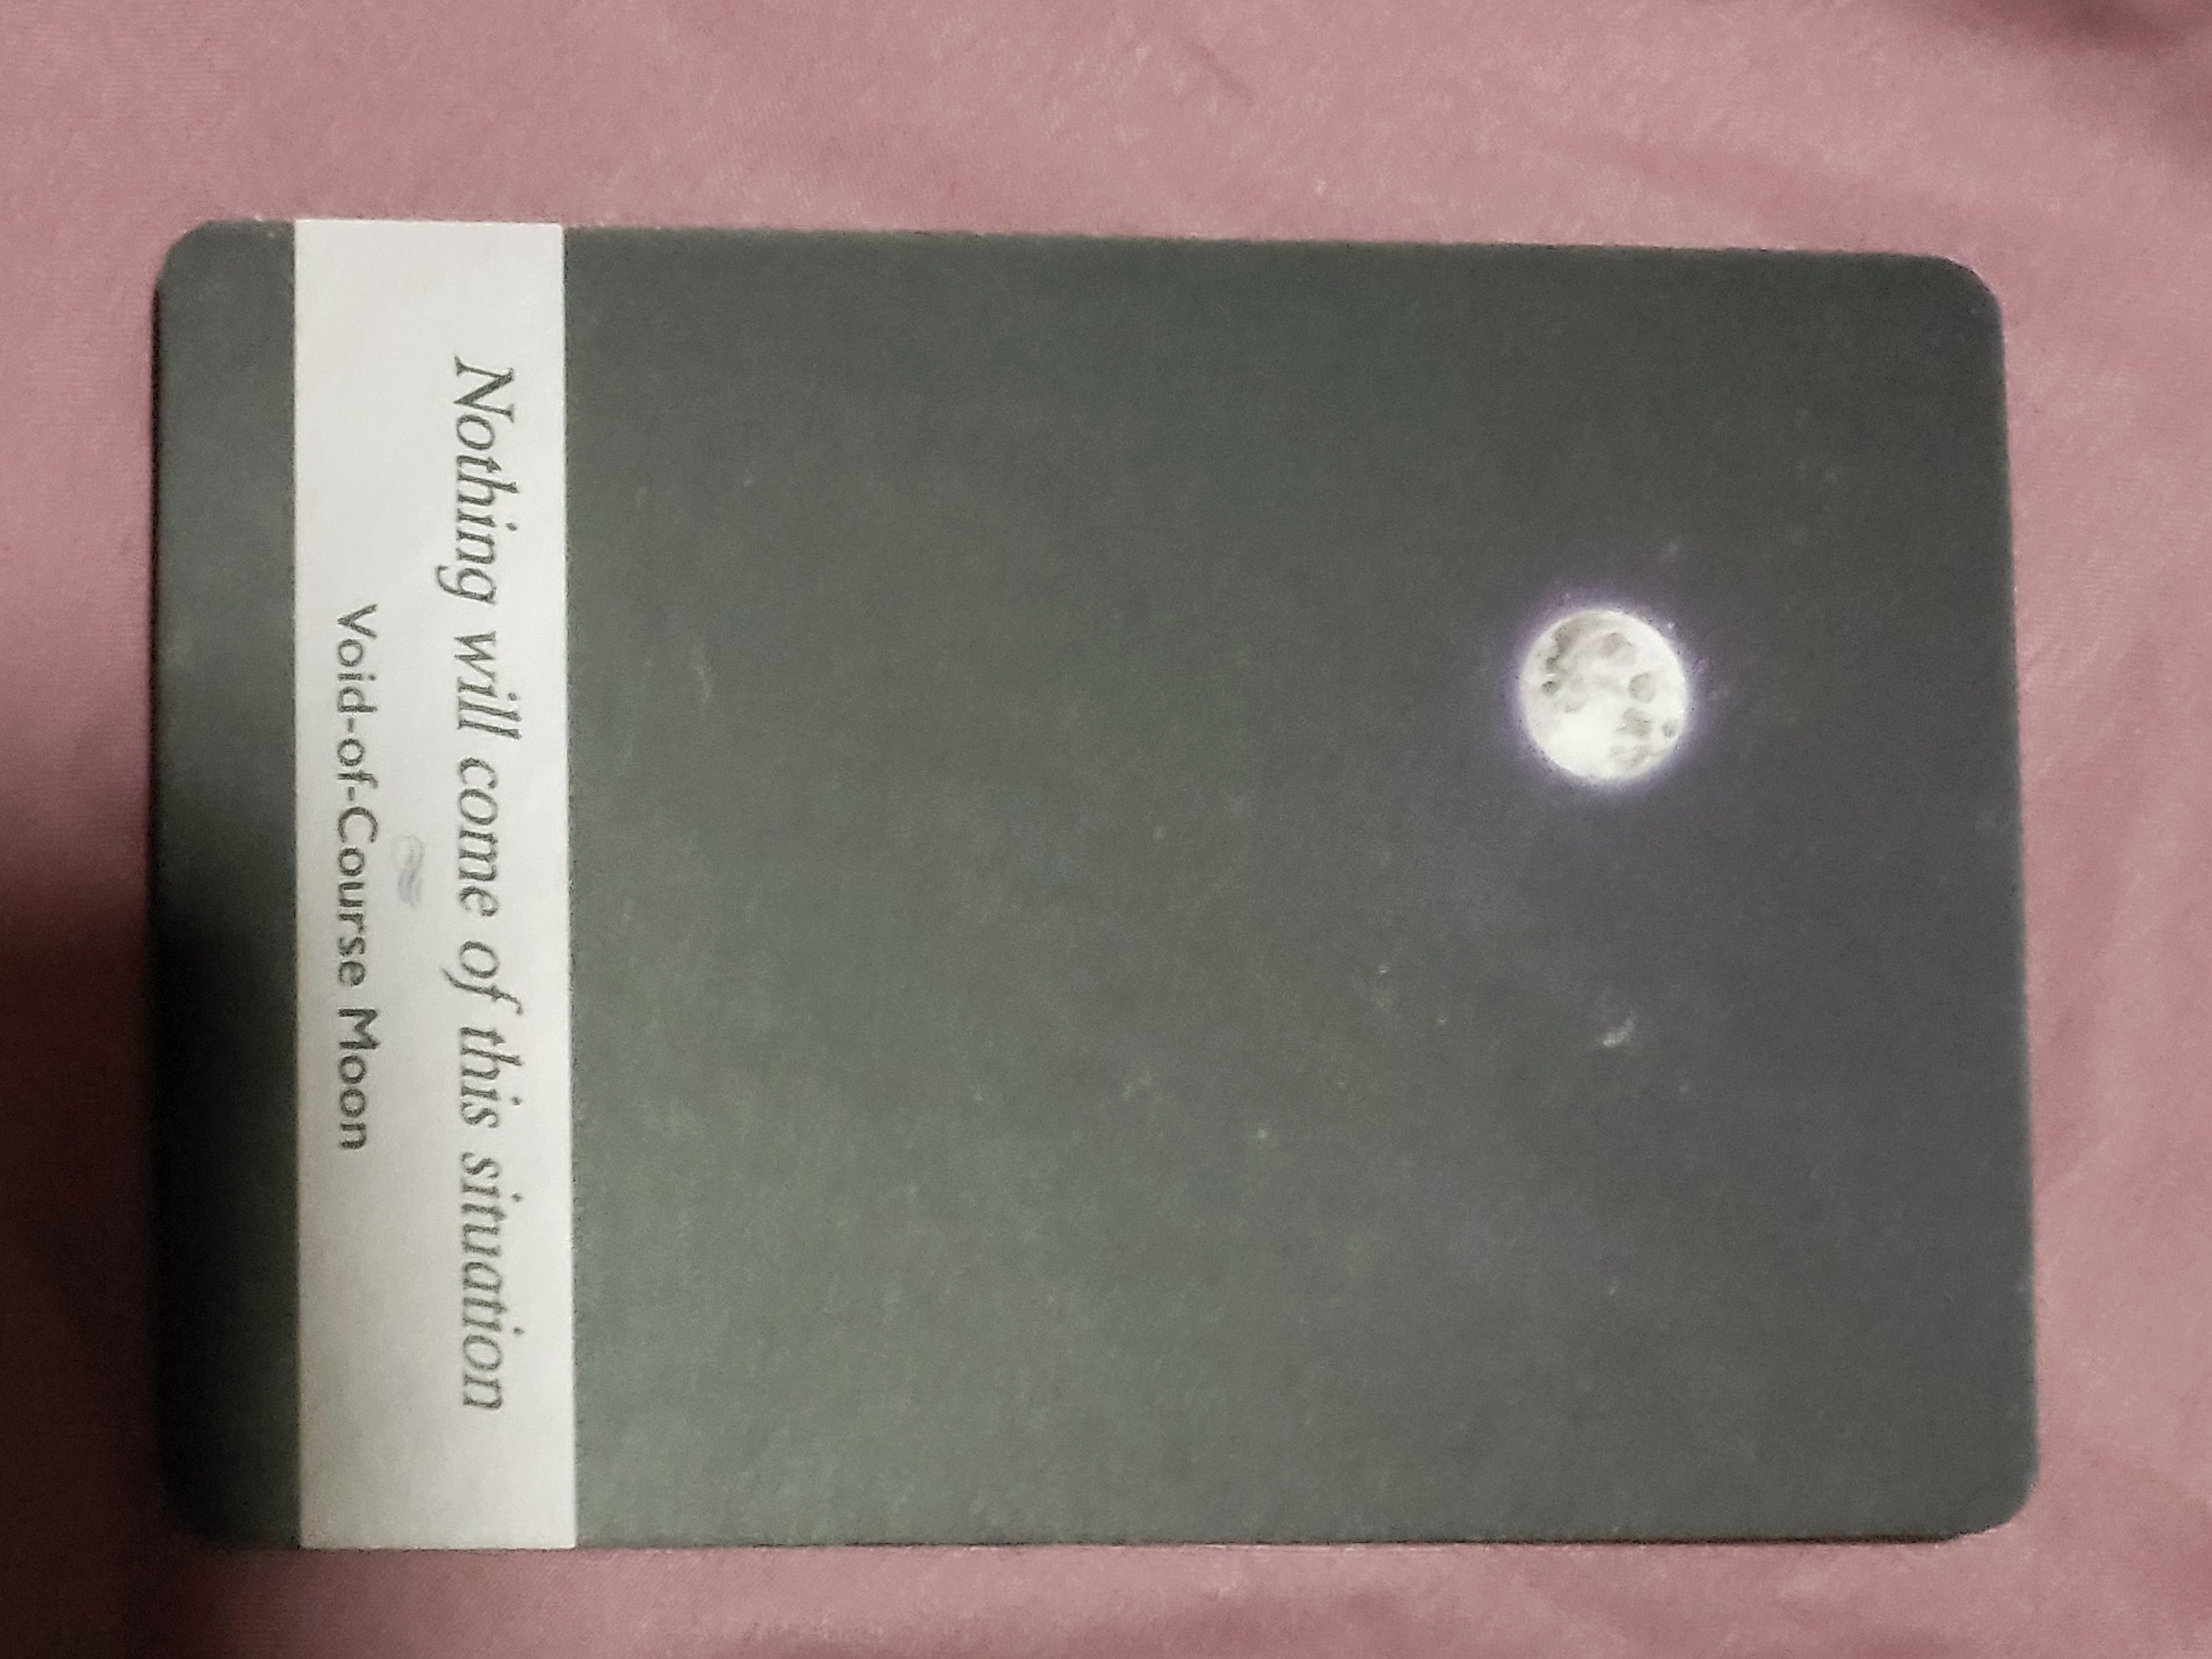 Nothing will come of this situation
Void-of-Course Moon